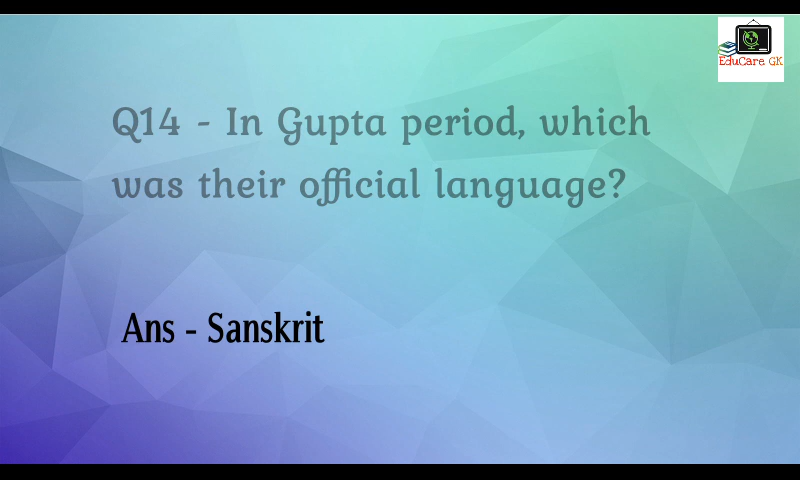 EduCare GK
Q14 - In Gupta period, which
was their official language?
Ans - Sanskrit